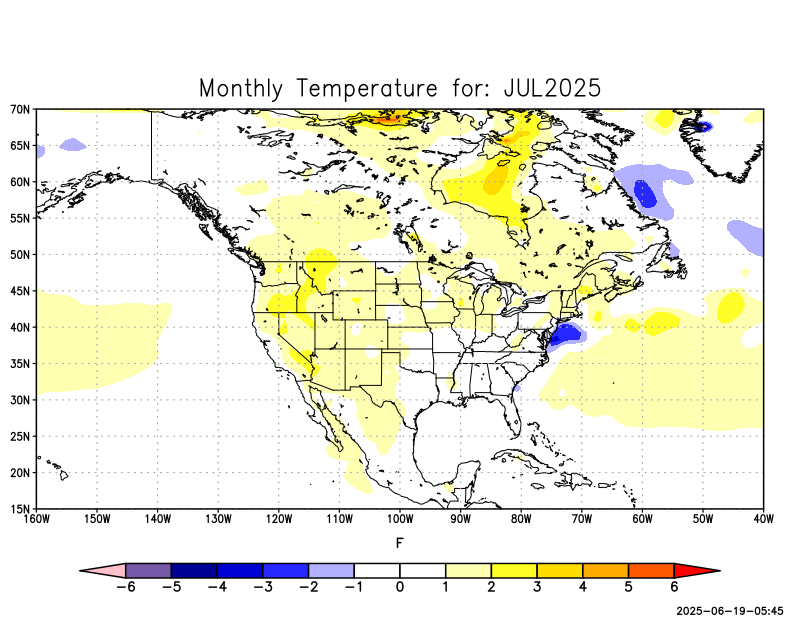 Monthly Temperature for: JUL2025
70N
65N
60N
55N
50N
45N
40N
35N
30N
25N
20N
15N
160W 150W 140W 130W 120W 110W 100W 90W 80W 70W 60W 50W 40W
F
-6 -5 -4 -3 -2 -1 0 1 2 3 4 5 6
2025-06-19-05:45